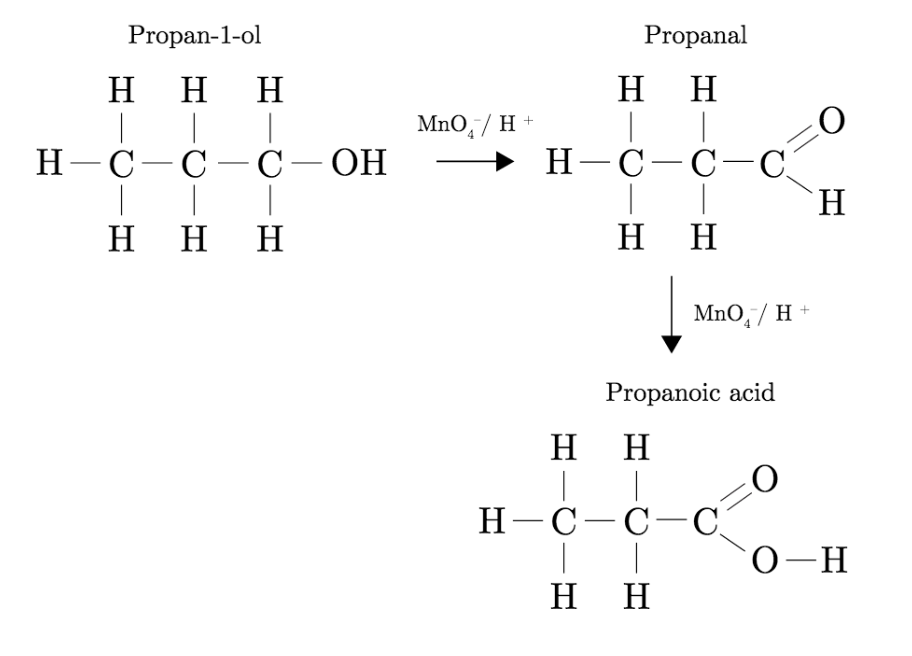 Propan-1-ol
H H H
H C C C OH
H H H
MnO₄⁻/ H ⁺
Propanal
H H
O
H C C C
H
H H
MnO₄⁻/ H ⁺
Propanoic acid
H H
O
H C C C
O H
H H